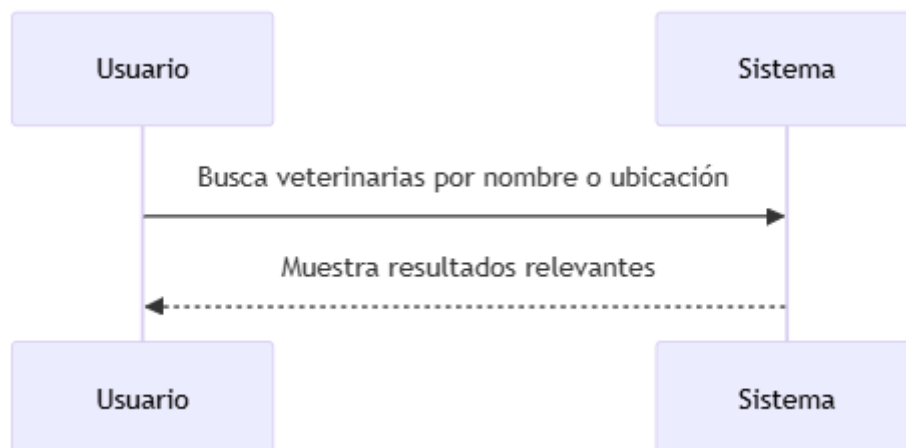 Usuario
Sistema
Busca veterinarias por nombre o ubicación
Muestra resultados relevantes
Usuario
Sistema